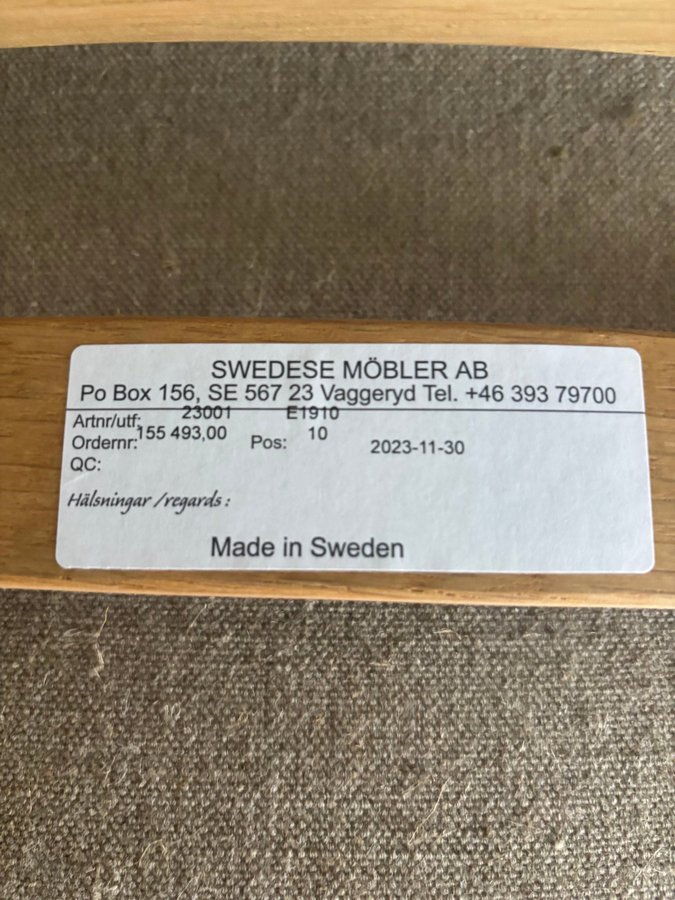 SWEDESE MÖBLER AB
Po Box 156, SE 567 23 Vaggeryd Tel. +46 393 79700
Artnr/utf: 23001 E1910
Ordernr: 155 493,00 Pos: 10 2023-11-30
QC:
Hälsningar /regards :
Made in Sweden